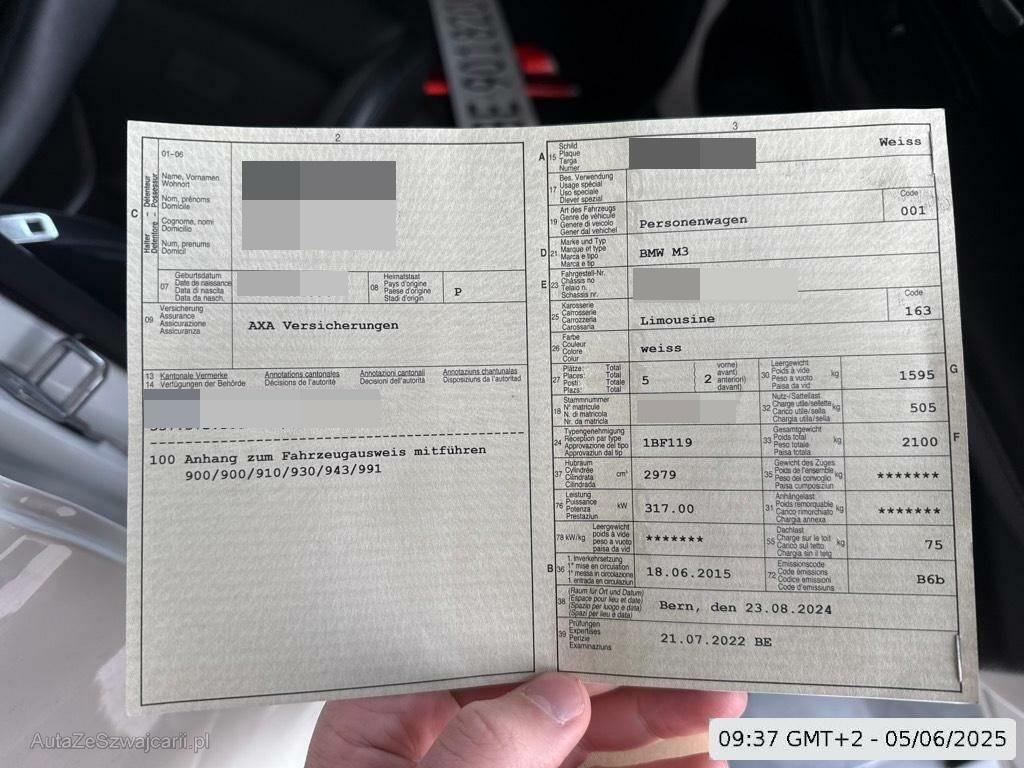 2
01-06
C
Halter - Détenteur
Detentore - Possessur
Name, Vornamen
Wohnort
Nom, prénoms
Domicile
Cognome, nomi
Domicilio
Num, prenums
Domicil
07
Geburtsdatum
Date de naissance
Data di nascita
Data da nasch.
08
Heimatstaat
Pays d'origine
Paese d'origine
Stadi d'origin
P
09
Versicherung
Assurance
Assicurazione
Assicuranza
AXA Versicherungen
13 Kantonale Vermerke Annotations cantonales Annotazioni cantonali Annotaziuns chantunalas
14 Verfügungen der Behörde Décisions de l'autorité Decisioni dell'autorità Disposiziuns da l'autoritad
100 Anhang zum Fahrzeugausweis mitführen
900/900/910/930/943/991
3
A 15
Schild
Plaque
Targa
Numer
Weiss
17
Bes. Verwendung
Usage spécial
Uso speciale
Diever spezial
19
Art des Fahrzeugs
Genre de véhicule
Genere di veicolo
Gener dal vehichel
Personenwagen
Code
001
D 21
Marke und Typ
Marque et type
Marca e tipo
Marca e tip
BMW M3
E 23
Fahrgestell-Nr.
Châssis no
Telaio n.
Schassis nr.
25
Karosserie
Carrosserie
Carrozzeria
Carossaria
Limousine
Code
163
26
Farbe
Couleur
Colore
Colur
weiss
27
Plätze: Total
Places: Total
Posti: Totale
Plazs: Total
5
2
vorne)
avant)
anteriori)
davant)
30
Leergewicht
Poids à vide
Peso a vuoto
Paisa da vid
kg
1595
G
18
Stammnummer
N° matricule
N. di matricola
Nr. da matricla
32
Nutz-/Sattellast
Charge utile/sellette
Carico utile/sella
Chargia utila/sella
kg
505
24
Typengenehmigung
Réception par type
Approvazione del tipo
Approvaziun dal tip
1BF119
33
Gesamtgewicht
Poids total
Peso totale
Paisa totala
kg
2100
F
37
Hubraum
Cylindrée
Cilindrata
Cilindrada
cm³
2979
35
Gewicht des Zuges
Poids de l'ensemble
Peso del convoglio
Paisa cumposiziun
kg
*******
76
Leistung
Puissance
Potenza
Prestaziun
kW
317.00
31
Anhängelast
Poids remorquable
Carico rimorchiato
Chargia annexa
kg
*******
78 kW/kg
Leergewicht
poids à vide
peso a vuoto
paisa da vid
*******
55
Dachlast
Charge sur le toit
Carico sul tetto
Chargia sin il tetg
kg
75
B 36
1. Inverkehrsetzung
1re mise en circulation
1a messa in circolazione
1. entrada en circulaziun
18.06.2015
72
Emissionscode
Code émissions
Codice emissioni
Code d'emissiuns
B6b
38
(Raum für Ort und Datum)
(Espace pour lieu et date)
(Spazio per luogo e data)
(Spazi per lieu e data)
Bern, den 23.08.2024
39
Prüfungen
Expertises
Perizie
Examinaziuns
21.07.2022 BE
AutaZeSzwajcarii.pl
09:37 GMT+2 - 05/06/2025